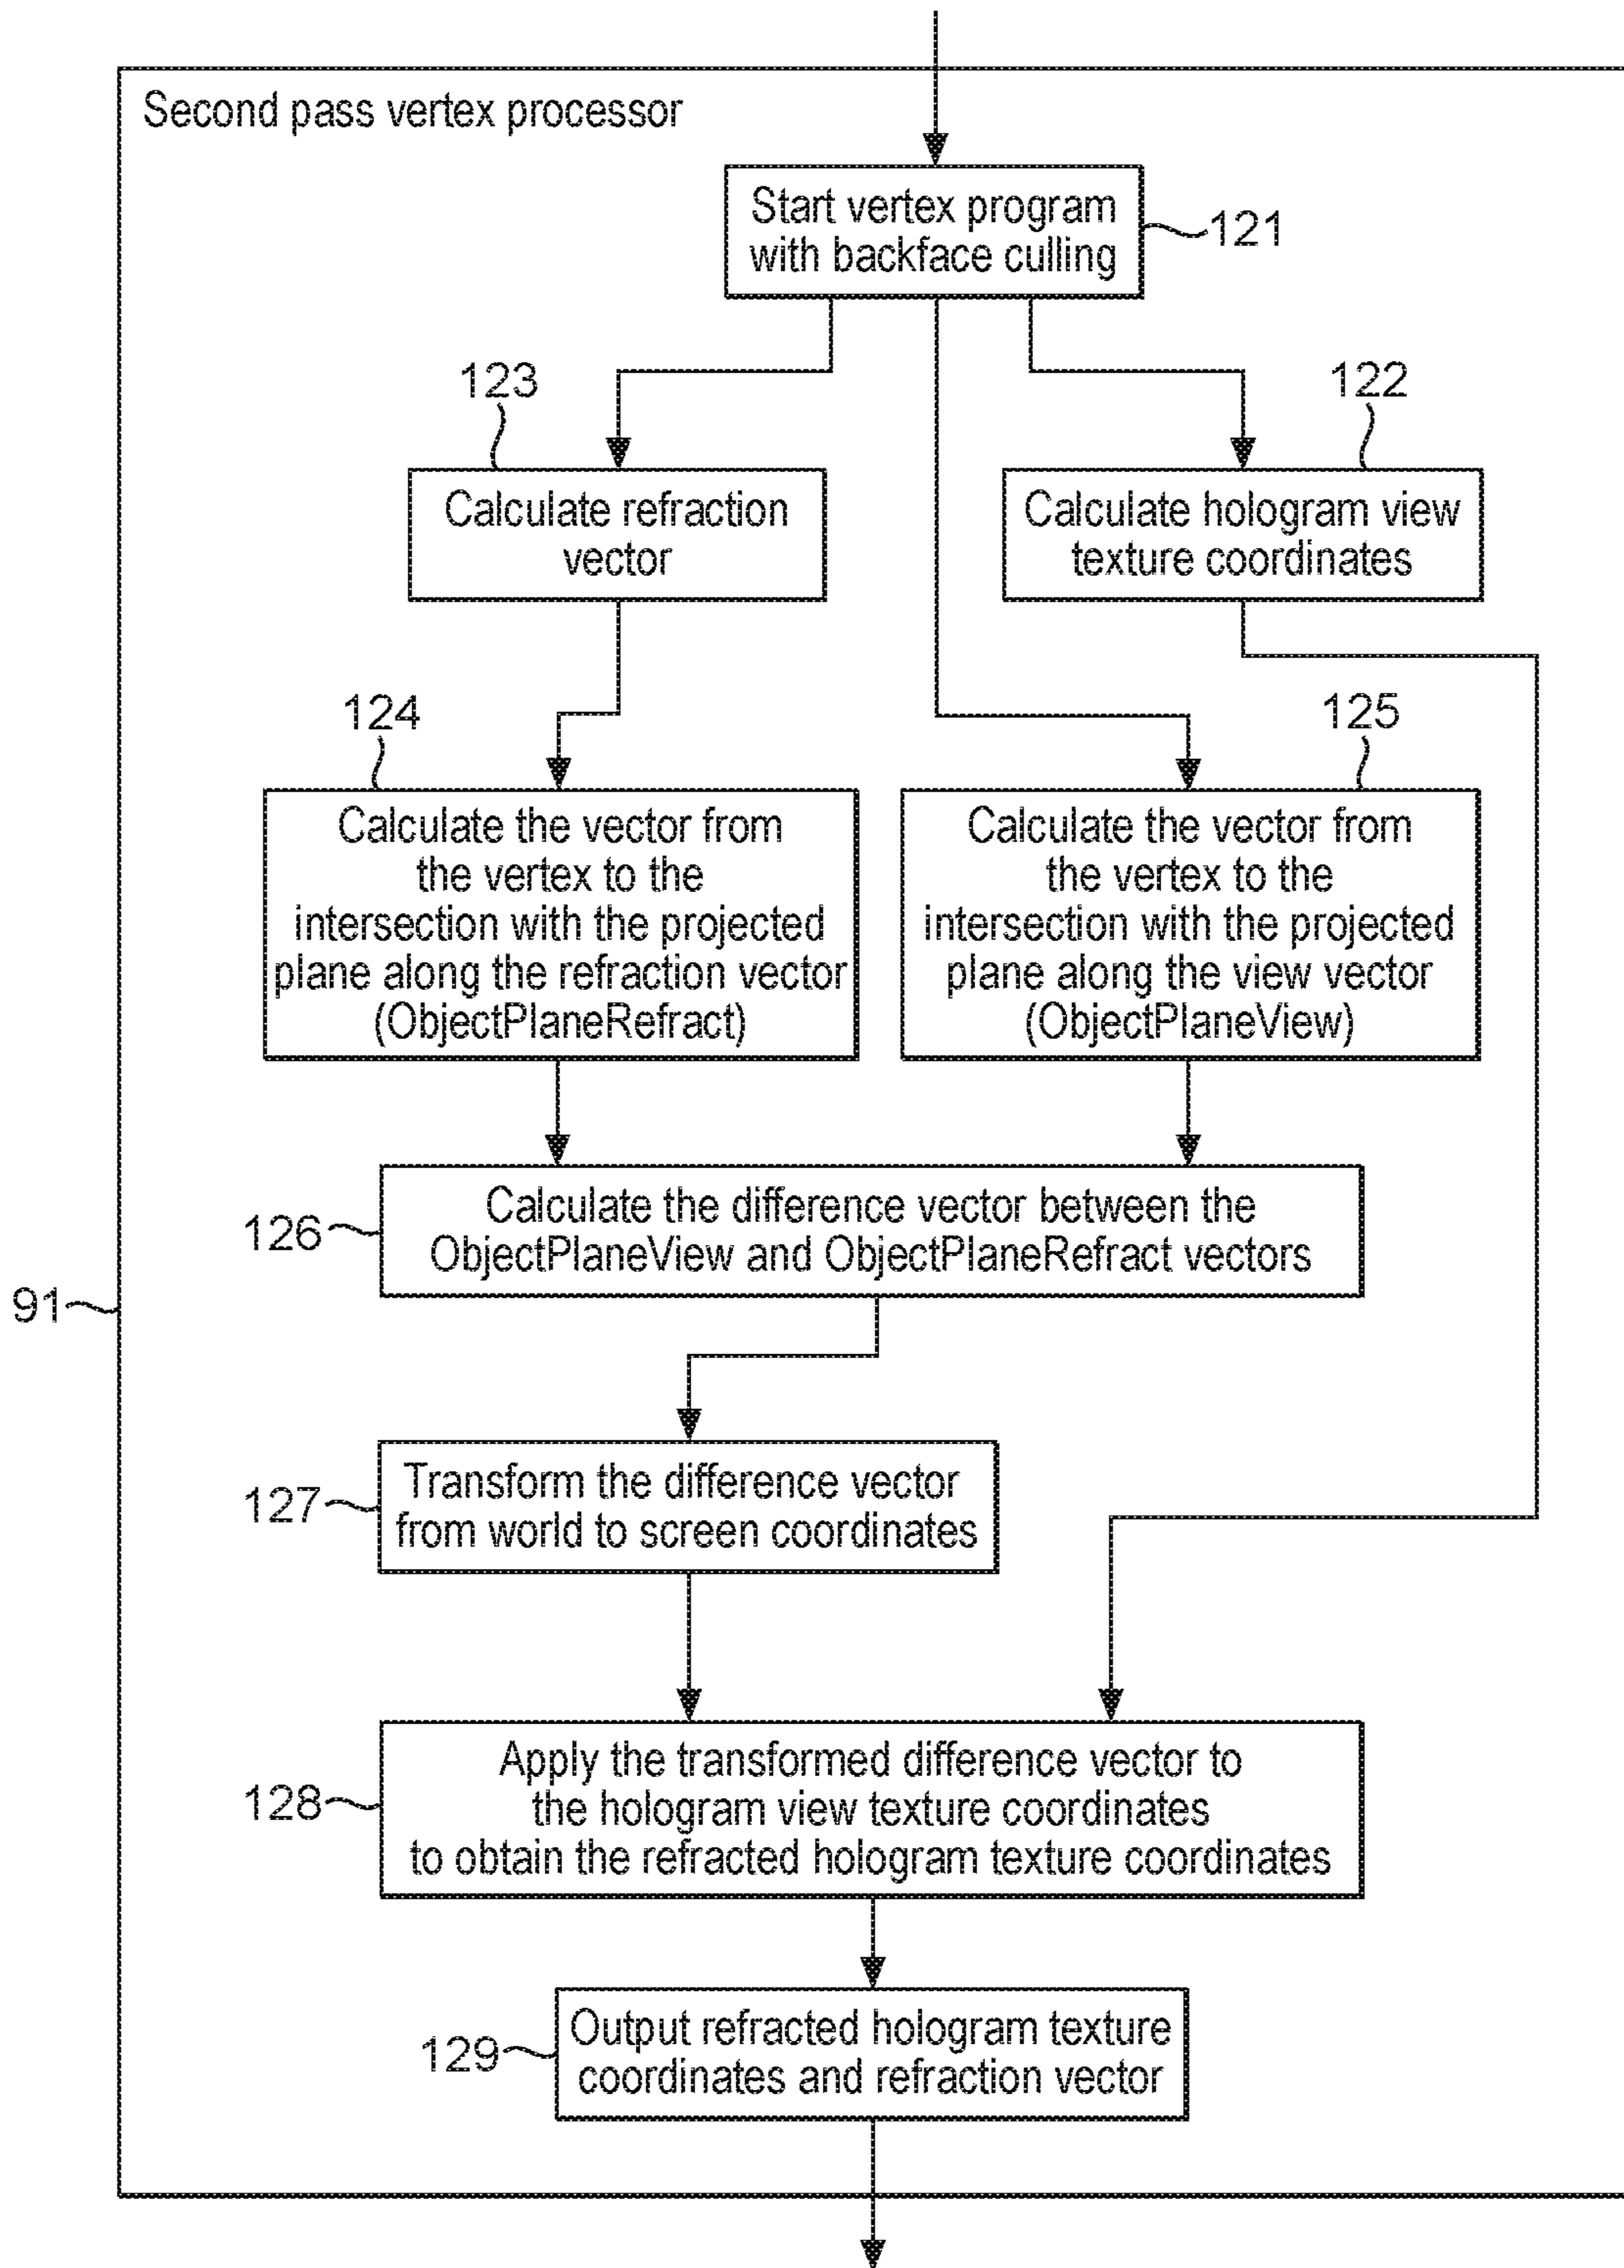 Second pass vertex processor
Start vertex program
with backface culling
121
123
122
Calculate refraction
vector
Calculate hologram view
texture coordinates
124
125
Calculate the vector from
the vertex to the
intersection with the projected
plane along the refraction vector
(ObjectPlaneRefract)
Calculate the vector from
the vertex to the
intersection with the projected
plane along the view vector
(ObjectPlaneView)
126
Calculate the difference vector between the
ObjectPlaneView and ObjectPlaneRefract vectors
91
127
Transform the difference vector
from world to screen coordinates
128
Apply the transformed difference vector to
the hologram view texture coordinates
to obtain the refracted hologram texture coordinates
129
Output refracted hologram texture
coordinates and refraction vector